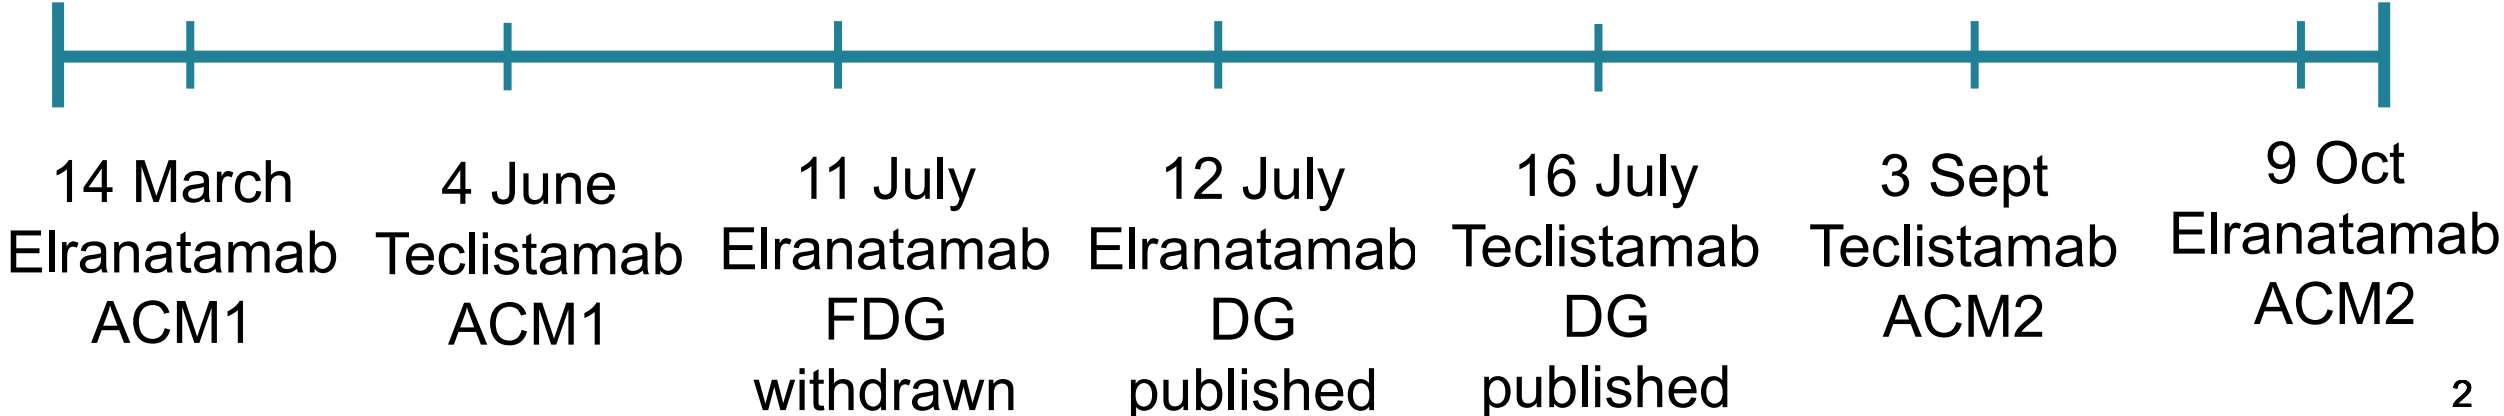 14 March
Elranatamb
ACM1
4 June
Teclistamab
ACM1
11 July
Elranatamab
FDG
withdrawn
12 July
Elranatamab
DG
published
16 July
Teclistamab
DG
published
3 Sept
Teclistamab
ACM2
9 Oct
Elranatamab
ACM2
2